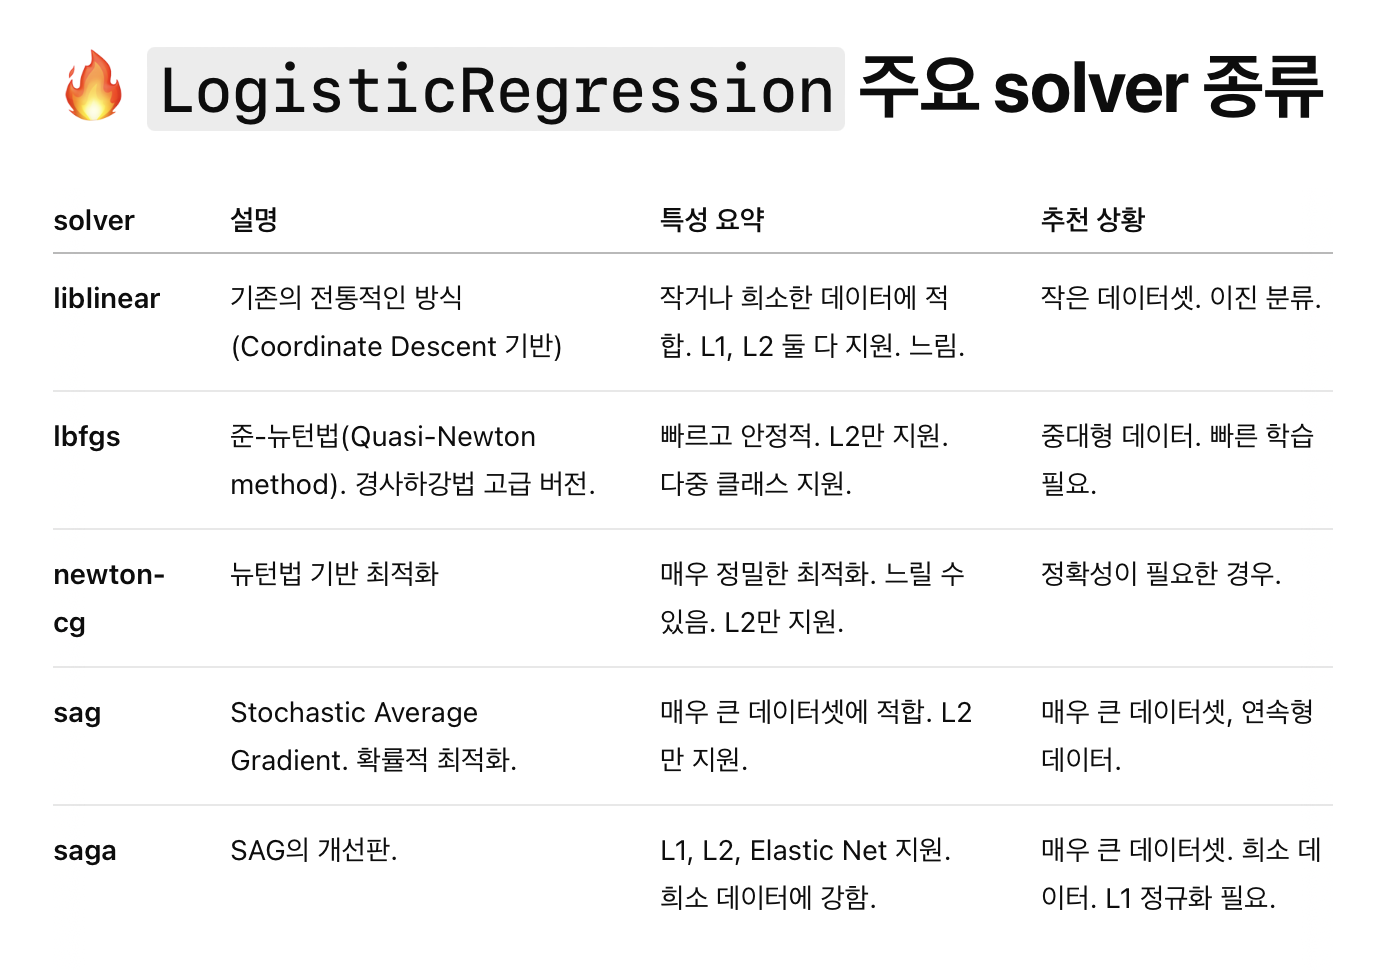 🔥 LogisticRegression 주요 solver 종류
solver 설명 특성 요약 추천 상황
liblinear 기존의 전통적인 방식 작거나 희소한 데이터에 적 작은 데이터셋. 이진 분류.
(Coordinate Descent 기반) 합. L1, L2 둘 다 지원. 느림.
lbfgs 준-뉴턴법(Quasi-Newton 빠르고 안정적. L2만 지원. 중대형 데이터. 빠른 학습
method). 경사하강법 고급 버전. 다중 클래스 지원. 필요.
newton- 뉴턴법 기반 최적화 매우 정밀한 최적화. 느릴 수 정확성이 필요한 경우.
cg 있음. L2만 지원.
sag Stochastic Average 매우 큰 데이터셋에 적합. L2 매우 큰 데이터셋, 연속형
Gradient. 확률적 최적화. 만 지원. 데이터.
saga SAG의 개선판. L1, L2, Elastic Net 지원. 매우 큰 데이터셋. 희소 데
희소 데이터에 강함. 이터. L1 정규화 필요.